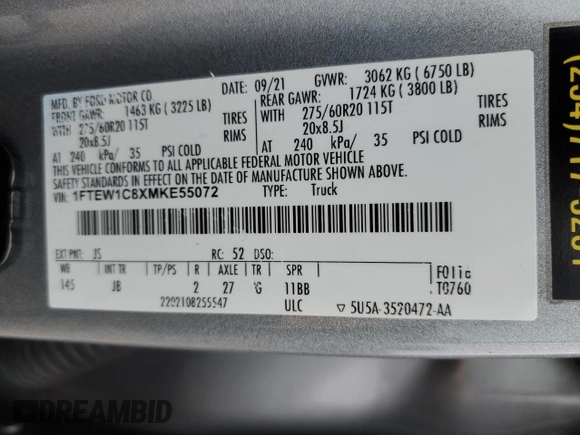 MFD. BY FORD MOTOR CO.
DATE: 09/21 GVWR: 3062 KG (6750 LB)
FRONT GAWR: 1463 KG (3225 LB) REAR GAWR: 1724 KG (3800 LB)
WITH 275/60R20 115T TIRES WITH 275/60R20 115T TIRES
20x8.5J RIMS 20x8.5J RIMS
AT 240 kPa/ 35 PSI COLD AT 240 kPa/ 35 PSI COLD
THIS VEHICLE CONFORMS TO ALL APPLICABLE FEDERAL MOTOR VEHICLE
SAFETY STANDARDS IN EFFECT ON THE DATE OF MANUFACTURE SHOWN ABOVE.
VIN: 1FTEW1C8XMKE55072 TYPE: Truck
EXT PNT: JS RC: 52 DSO:
WB INT TR TP/PS R AXLE TR SPR
145 JB 2 27 G 11BB
2202108255547 ULC 5U5A-3520472-AA
DREAMBID